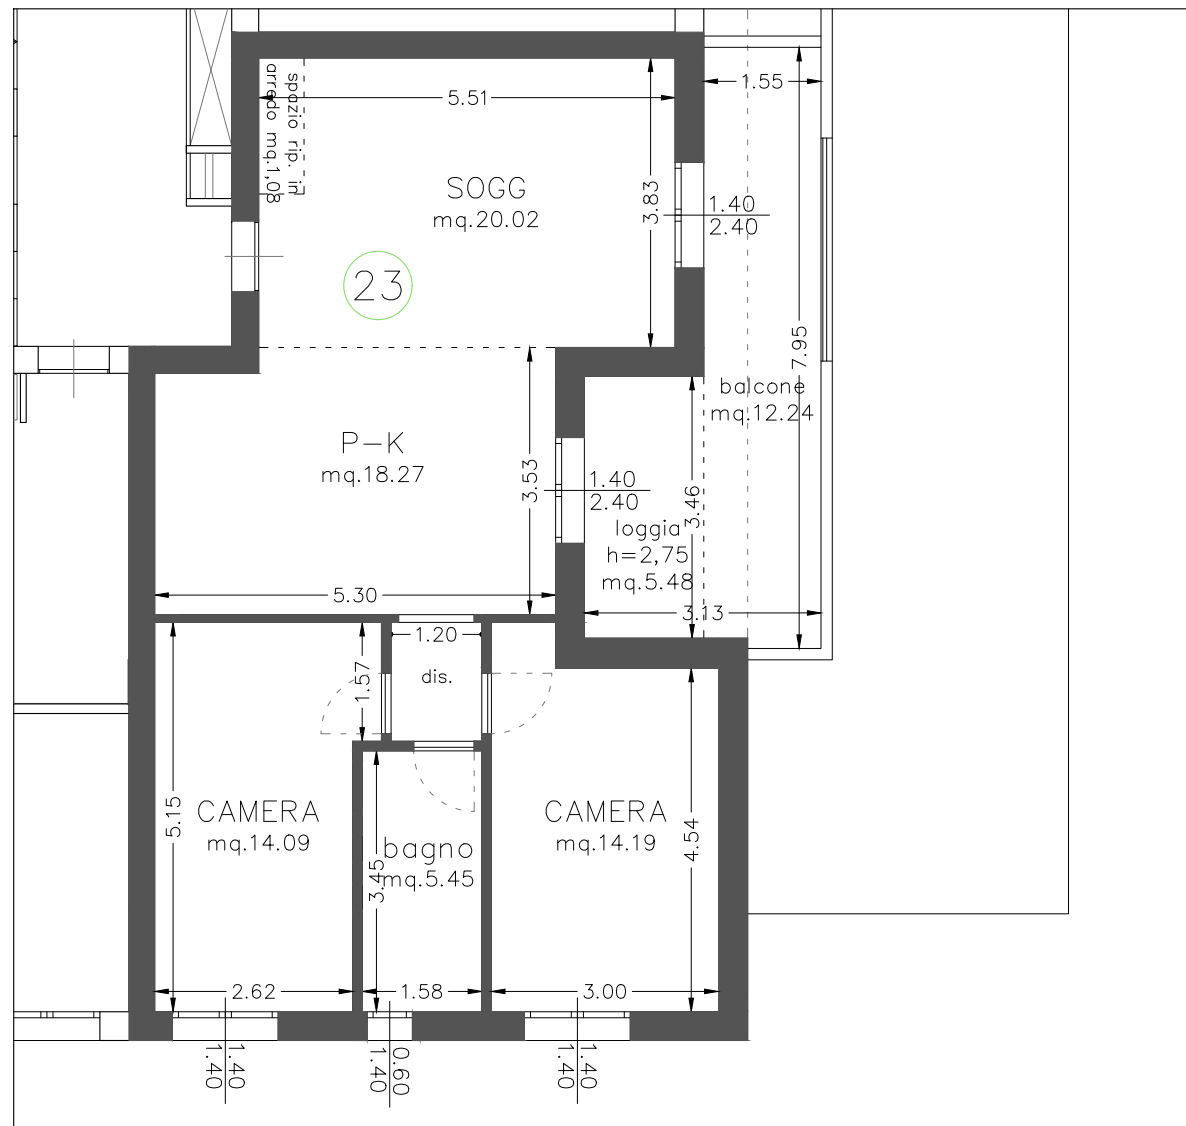 spazio rip. in
arredo mq.1,08
5.51
1.55
SOGG
mq.20.02
3.83
1.40
2.40
23
7.95
balcone
mq.12.24
P-K
mq.18.27
3.53
1.40
2.40
3.46
loggia
h=2,75
mq.5.48
5.30
3.13
1.20
1.57
dis.
5.15
CAMERA
mq.14.09
bagno
mq.5.45
3.45
CAMERA
mq.14.19
4.54
2.62
1.58
3.00
1.40
1.40
0.60
1.40
1.40
1.40